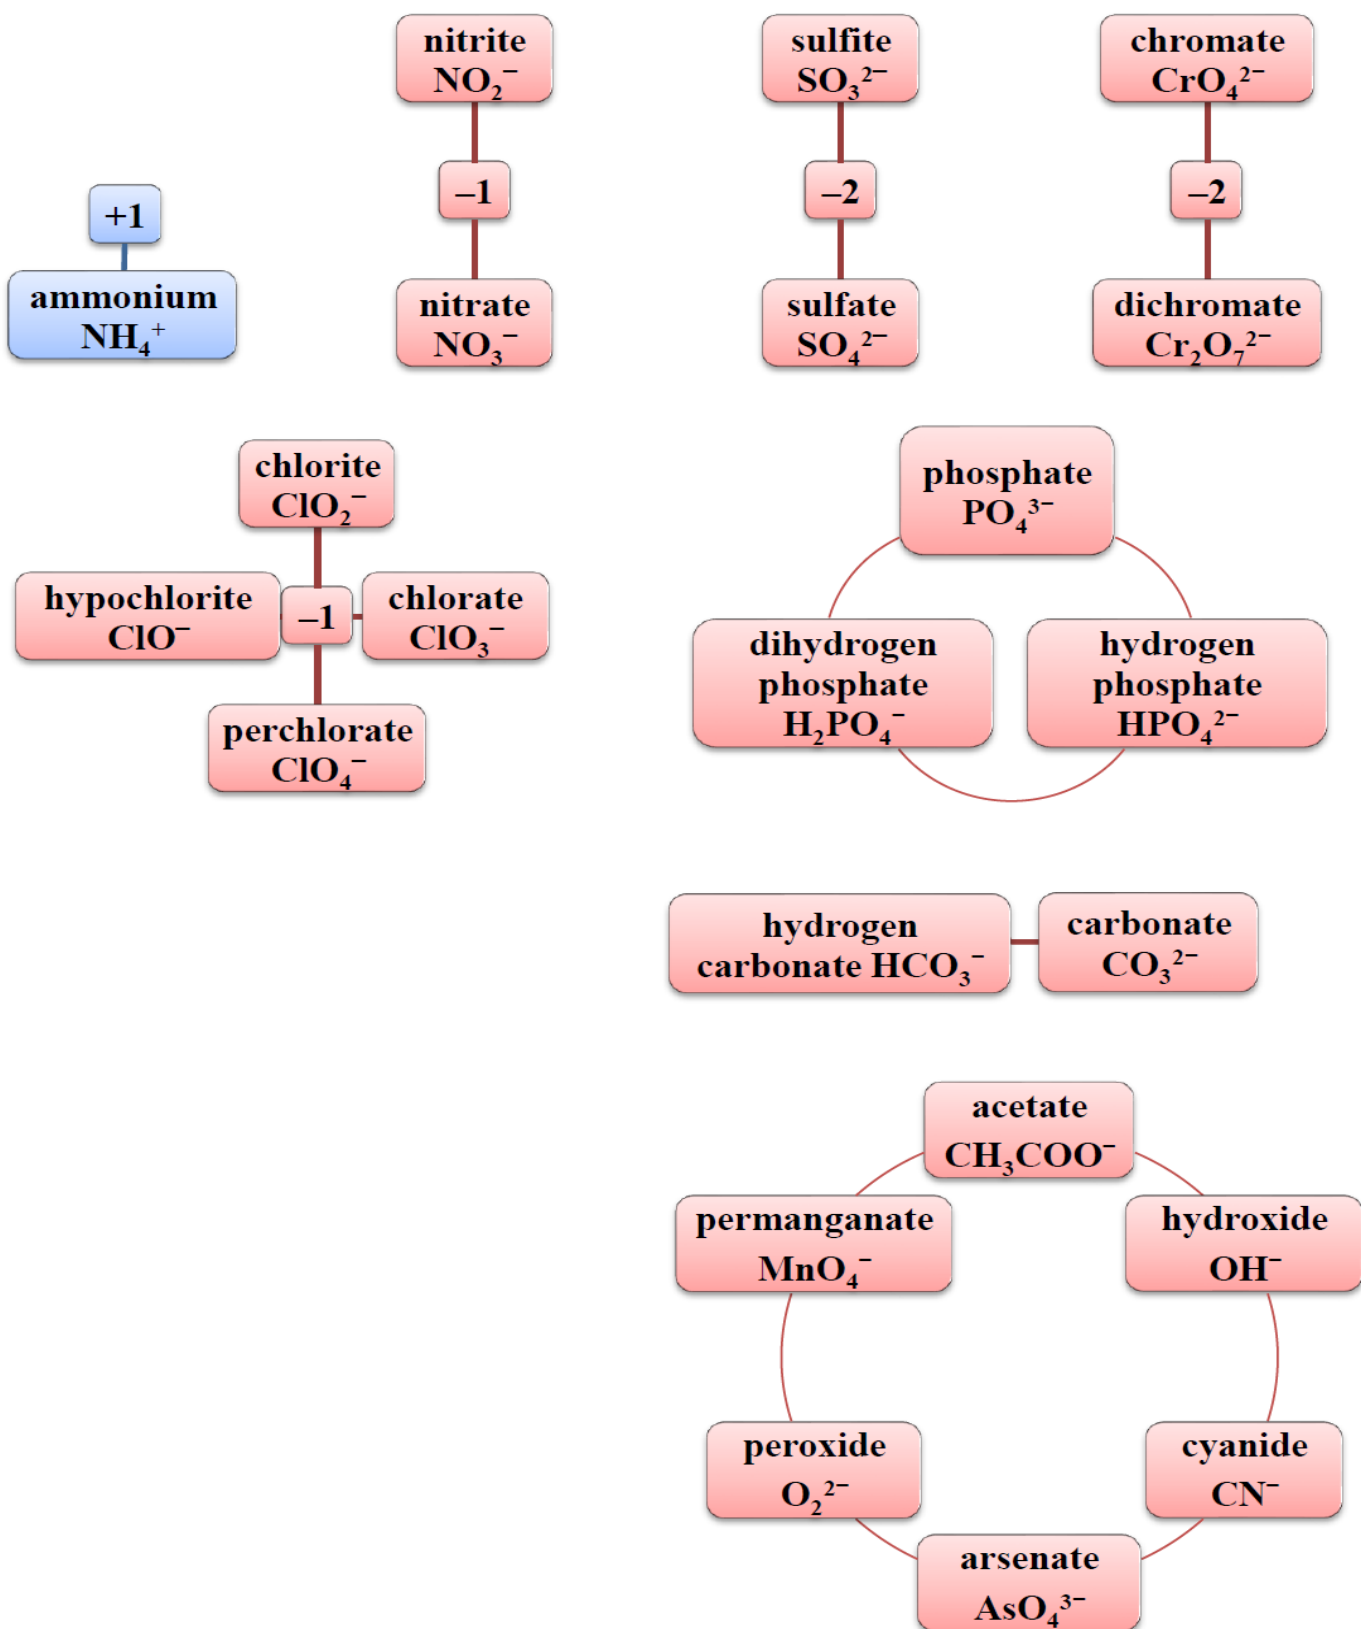 nitrite
NO₂⁻
sulfite
SO₃²⁻
chromate
CrO₄²⁻
–1
–2
–2
+1
ammonium
NH₄⁺
nitrate
NO₃⁻
sulfate
SO₄²⁻
dichromate
Cr₂O₇²⁻
chlorite
ClO₂⁻
hypochlorite
ClO⁻
–1
chlorate
ClO₃⁻
perchlorate
ClO₄⁻
phosphate
PO₄³⁻
dihydrogen
phosphate
H₂PO₄⁻
hydrogen
phosphate
HPO₄²⁻
hydrogen
carbonate HCO₃⁻
carbonate
CO₃²⁻
acetate
CH₃COO⁻
permanganate
MnO₄⁻
hydroxide
OH⁻
peroxide
O₂²⁻
cyanide
CN⁻
arsenate
AsO₄³⁻